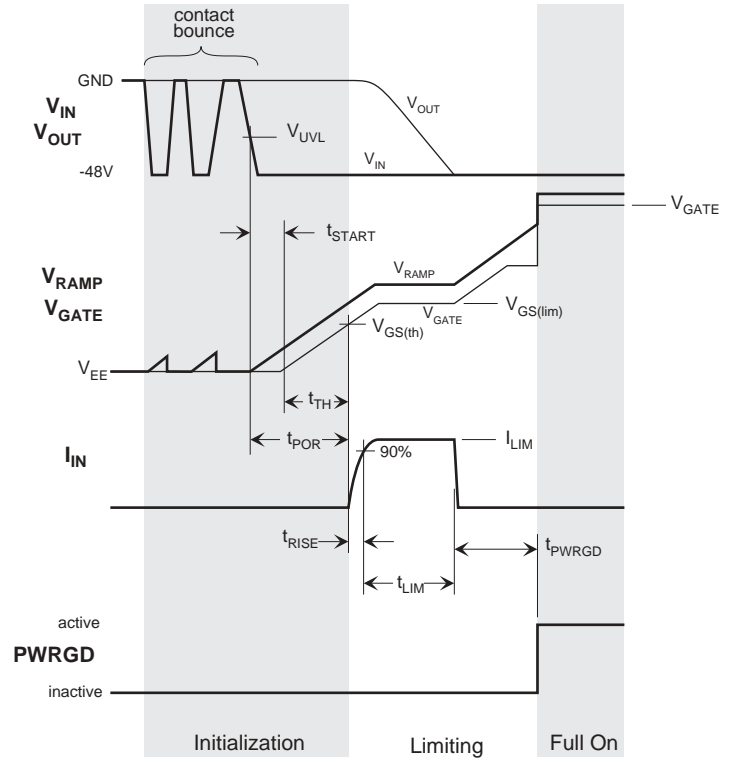 contact
bounce
GND
V_IN
V_OUT
V_OUT
V_UVL
-48V
V_IN
V_GATE
t_START
V_RAMP
V_GATE
V_RAMP
V_GATE
V_GS(lim)
V_GS(th)
V_EE
t_TH
t_POR
I_LIM
I_IN
90%
t_RISE
t_PWRGD
t_LIM
active
PWRGD
inactive
Initialization
Limiting
Full On